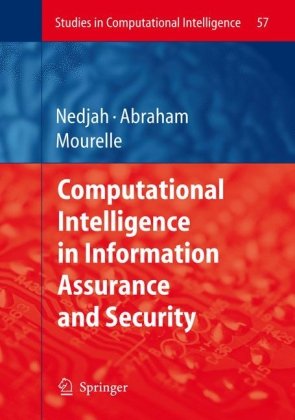 Studies in Computational Intelligence 57
Nedjah · Abraham
Mourelle
Computational
Intelligence
in Information
Assurance
and Security
Springer